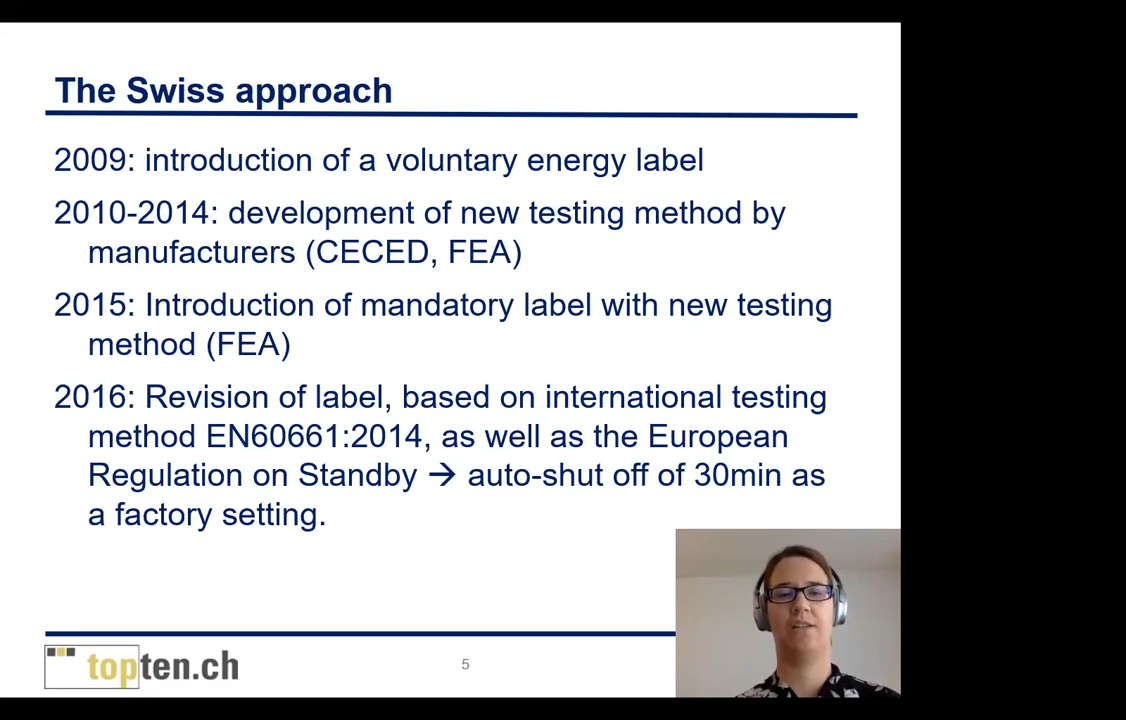 The Swiss approach
2009: introduction of a voluntary energy label
2010-2014: development of new testing method by
manufacturers (CECED, FEA)
2015: Introduction of mandatory label with new testing
method (FEA)
2016: Revision of label, based on international testing
method EN60661:2014, as well as the European
Regulation on Standby → auto-shut off of 30min as
a factory setting.
topten.ch
5